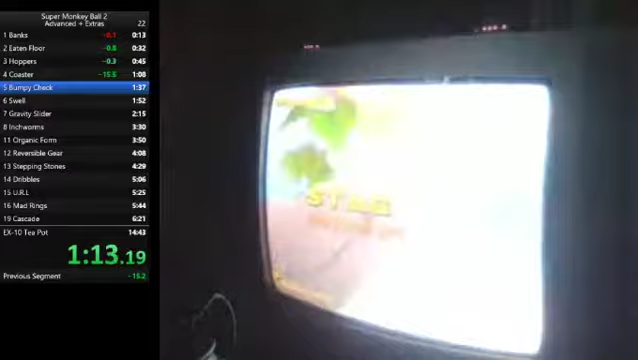 Super Monkey Ball 2
Advanced + Extras 22
1 Banks -0.1 0:13
2 Eaten Floor -0.8 0:32
3 Hoppers -0.3 0:45
4 Coaster -15.5 1:08
5 Bumpy Check 1:37
6 Swell 1:52
7 Gravity Slider 2:15
8 Inchworms 3:30
11 Organic Form 3:50
12 Reversible Gear 4:08
13 Stepping Stones 4:29
14 Dribbles 5:06
15 U.R.L 5:25
16 Mad Rings 5:44
19 Cascade 6:21
EX-10 Tea Pot 14:43
1:13.19
Previous Segment -15.2
STAG